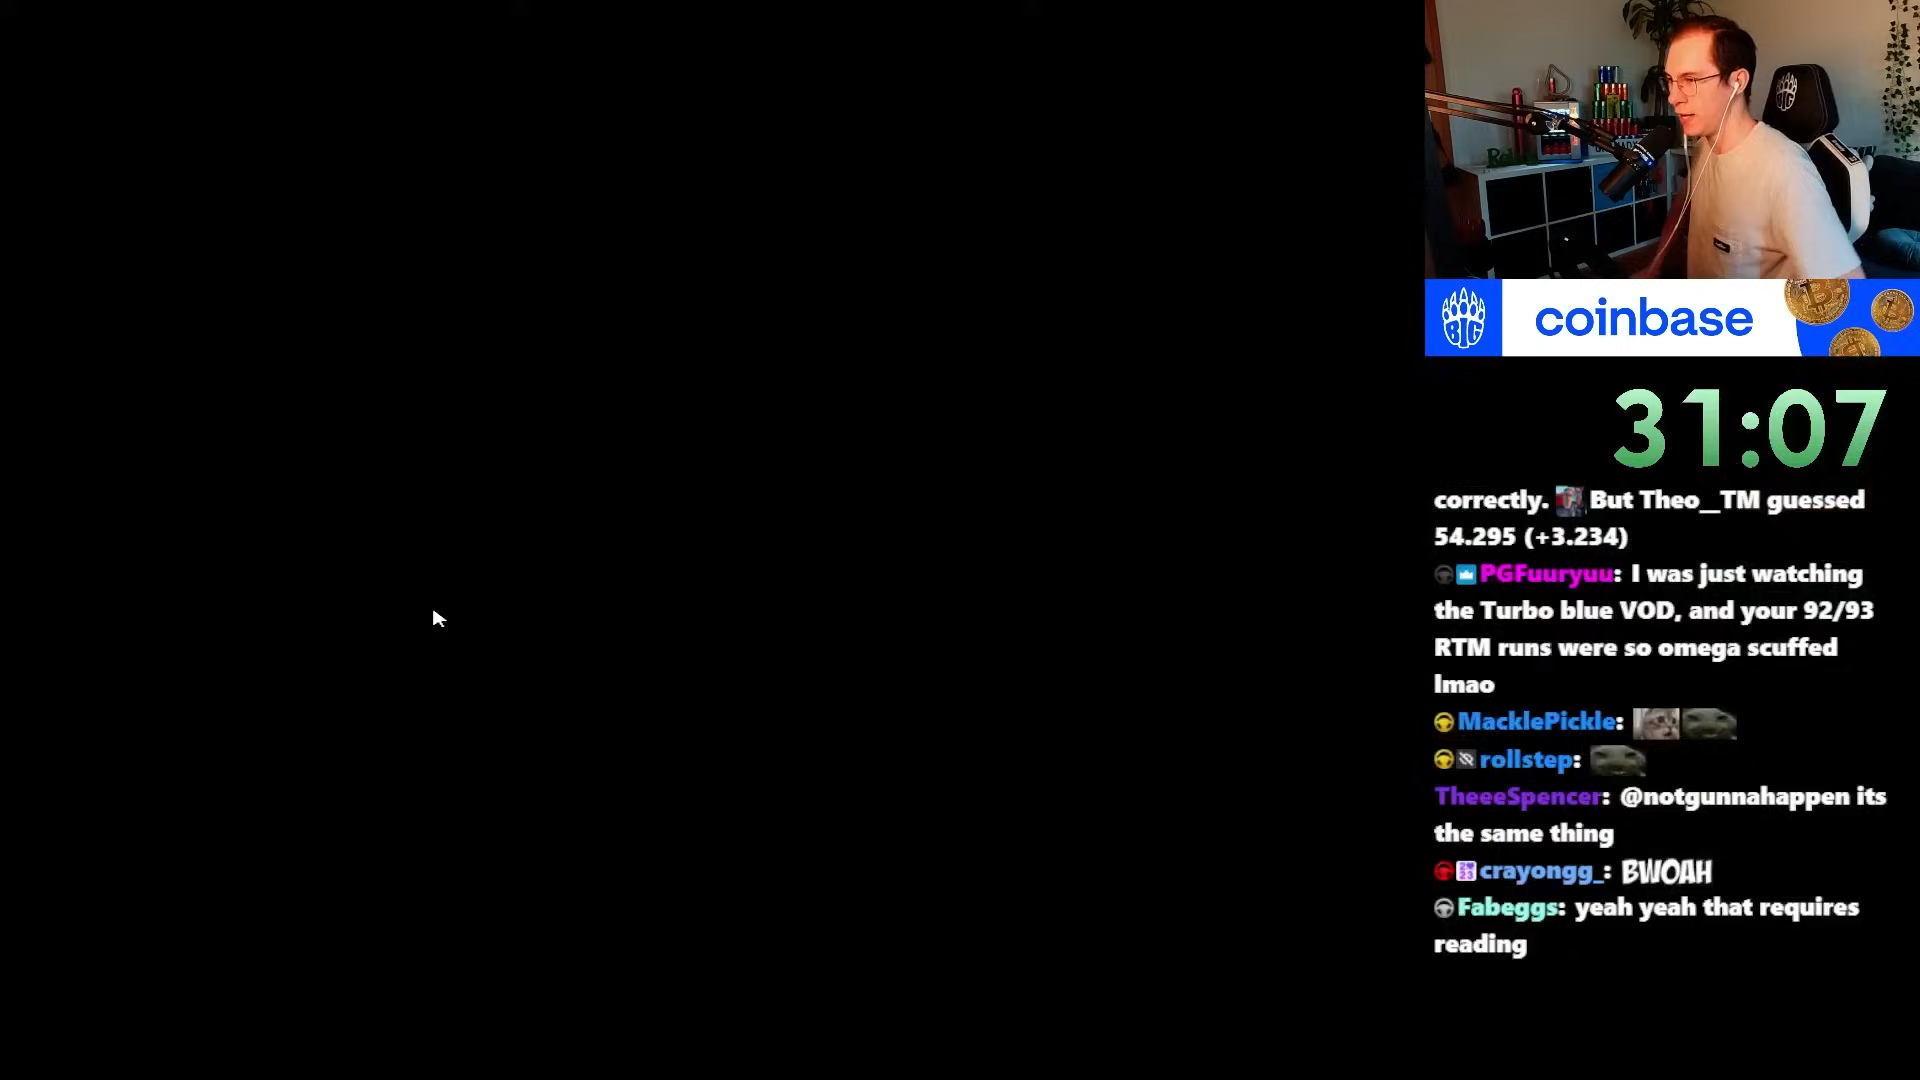 BIG
coinbase
31:07
correctly. But Theo__TM guessed
54.295 (+3.234)
PGFuuryuu: I was just watching
the Turbo blue VOD, and your 92/93
RTM runs were so omega scuffed
lmao
MacklePickle:
rollstep:
TheeeSpencer: @notgunnahappen its
the same thing
crayongg_: BWOAH
Fabeggs: yeah yeah that requires
reading